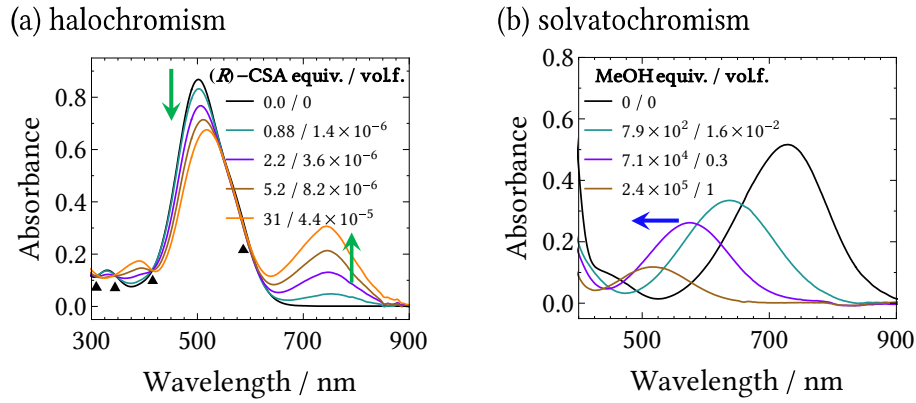 (a) halochromism
(R)−CSA equiv. / vol.f.
0.0 / 0
0.88 / 1.4 × 10⁻⁶
2.2 / 3.6 × 10⁻⁶
5.2 / 8.2 × 10⁻⁶
31 / 4.4 × 10⁻⁵
Absorbance
0.8
0.6
0.4
0.2
0.0
300
500
700
900
Wavelength / nm
(b) solvatochromism
MeOH equiv. / vol.f.
0 / 0
7.9 × 10² / 1.6 × 10⁻²
7.1 × 10⁴ / 0.3
2.4 × 10⁵ / 1
Absorbance
0.8
0.6
0.4
0.2
0.0
500
700
900
Wavelength / nm